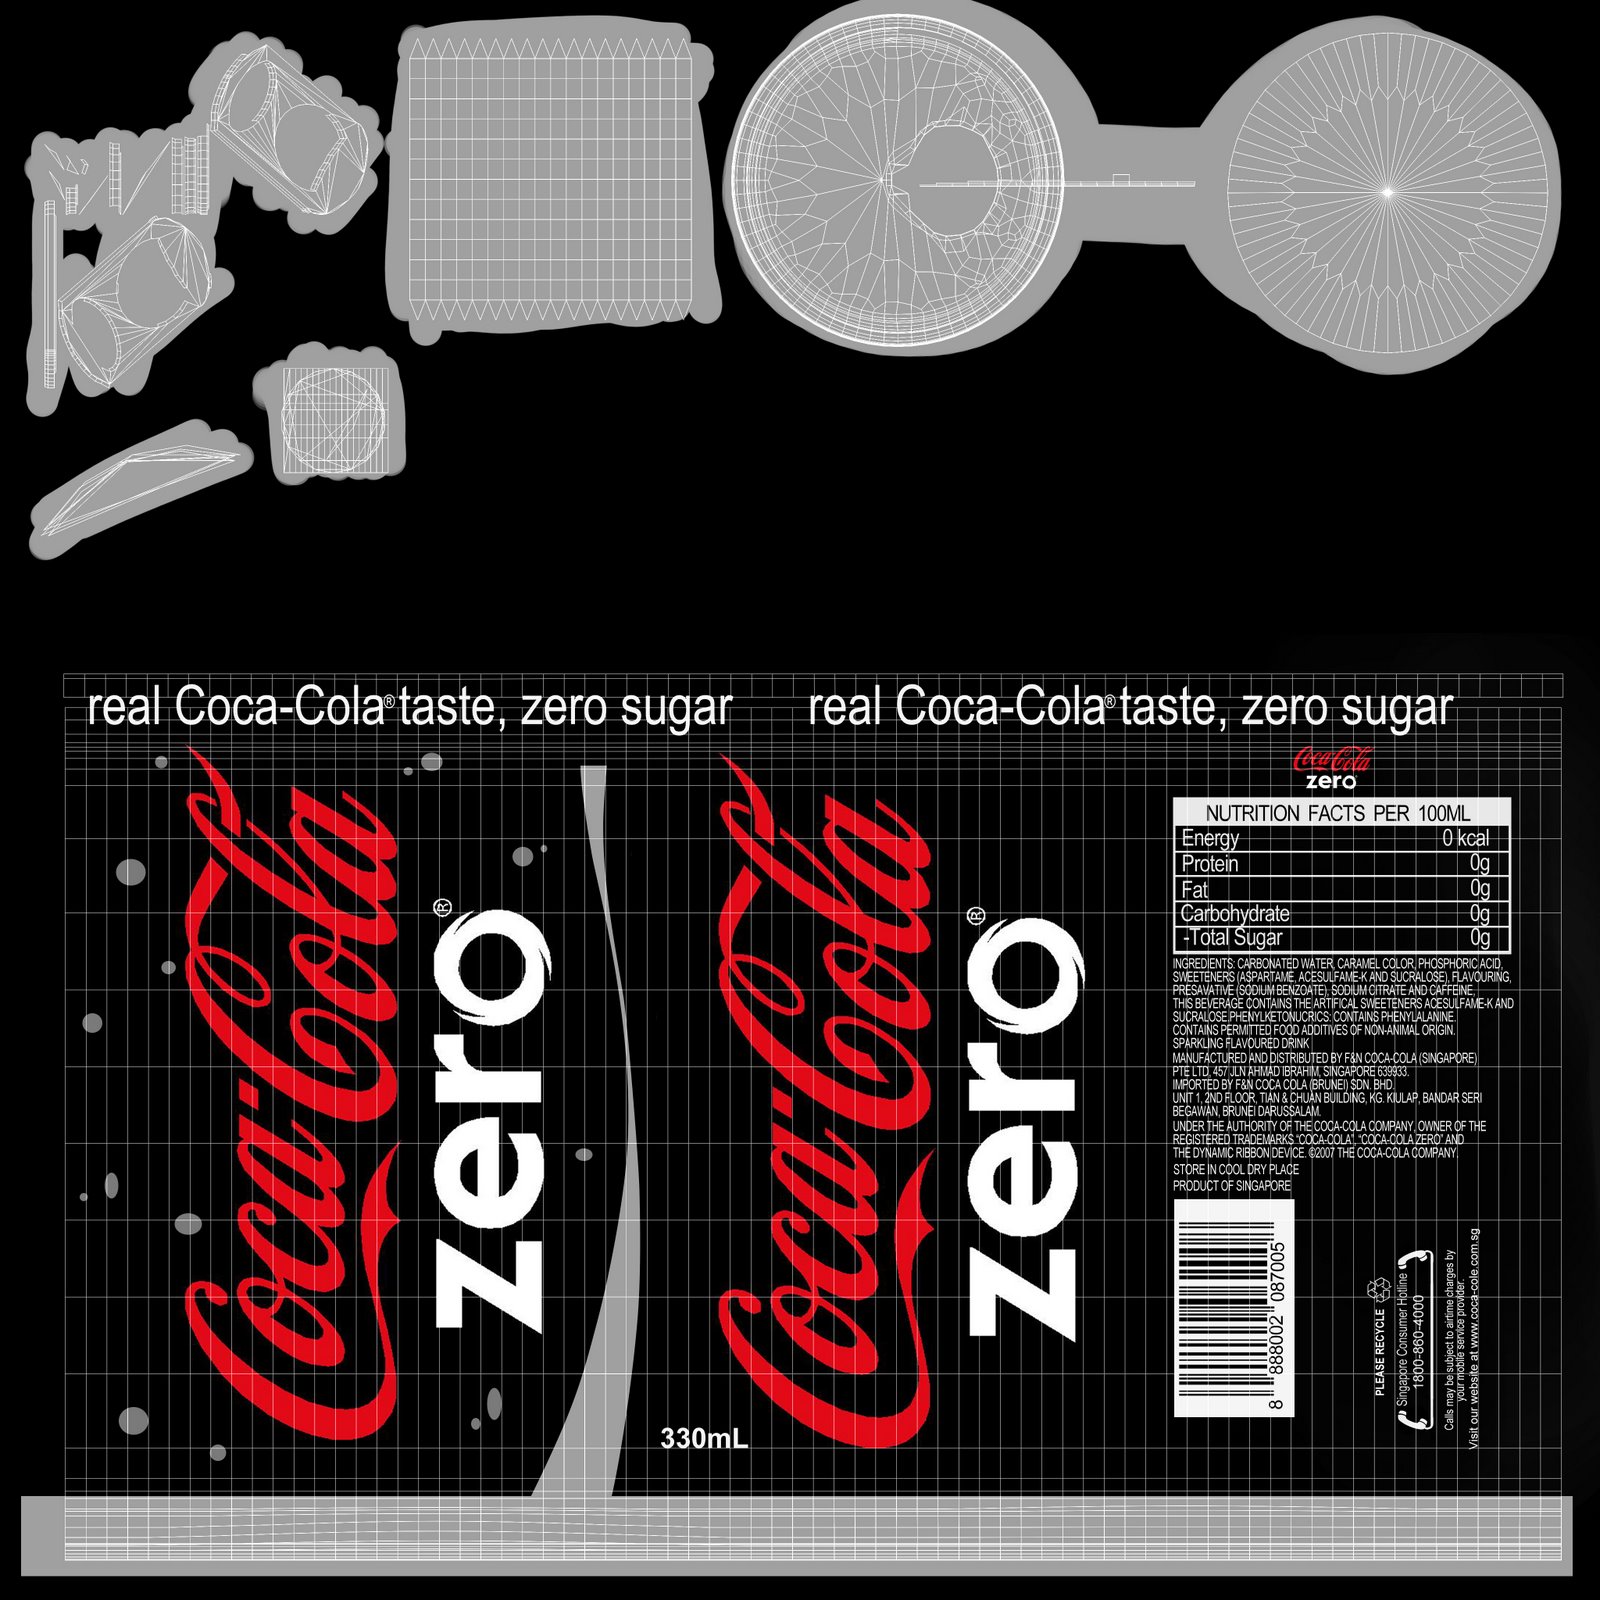 real Coca-Cola® taste, zero sugar
real Coca-Cola® taste, zero sugar
Coca-Cola
zero®
330mL
Coca-Cola
zero®
Coca-Cola
zero
NUTRITION FACTS PER 100ML
Energy 0 kcal
Protein 0g
Fat 0g
Carbohydrate 0g
-Total Sugar 0g
INGREDIENTS: CARBONATED WATER, CARAMEL COLOR, PHOSPHORIC ACID,
SWEETENERS (ASPARTAME, ACESULFAME-K AND SUCRALOSE), FLAVOURING,
PRESAVATIVE (SODIUM BENZOATE), SODIUM CITRATE AND CAFFEINE.
THIS BEVERAGE CONTAINS THE ARTIFICAL SWEETENERS ACESULFAME-K AND
SUCRALOSE PHENYLKETONUCRICS: CONTAINS PHENYLALANINE.
CONTAINS PERMITTED FOOD ADDITIVES OF NON-ANIMAL ORIGIN.
SPARKLING FLAVOURED DRINK
MANUFACTURED AND DISTRIBUTED BY F&N COCA-COLA (SINGAPORE)
PTE LTD, 457 JLN AHMAD IBRAHIM, SINGAPORE 639933.
IMPORTED BY F&N COCA COLA (BRUNEI) SDN. BHD.
UNIT 1, 2ND FLOOR, TIAN & CHUAN BUILDING, KG. KIULAP, BANDAR SERI
BEGAWAN, BRUNEI DARUSSALAM.
UNDER THE AUTHORITY OF THE COCA-COLA COMPANY, OWNER OF THE
REGISTERED TRADEMARKS "COCA-COLA", "COCA-COLA ZERO" AND
THE DYNAMIC RIBBON DEVICE. ©2007 THE COCA-COLA COMPANY.
STORE IN COOL DRY PLACE
PRODUCT OF SINGAPORE
8 888002 087005
PLEASE RECYCLE
Singapore Consumer Hotline
1800-860-4000
Calls may be subject to airtime charges by
your mobile service provider.
Visit our website at www.coca-cole.com.sg